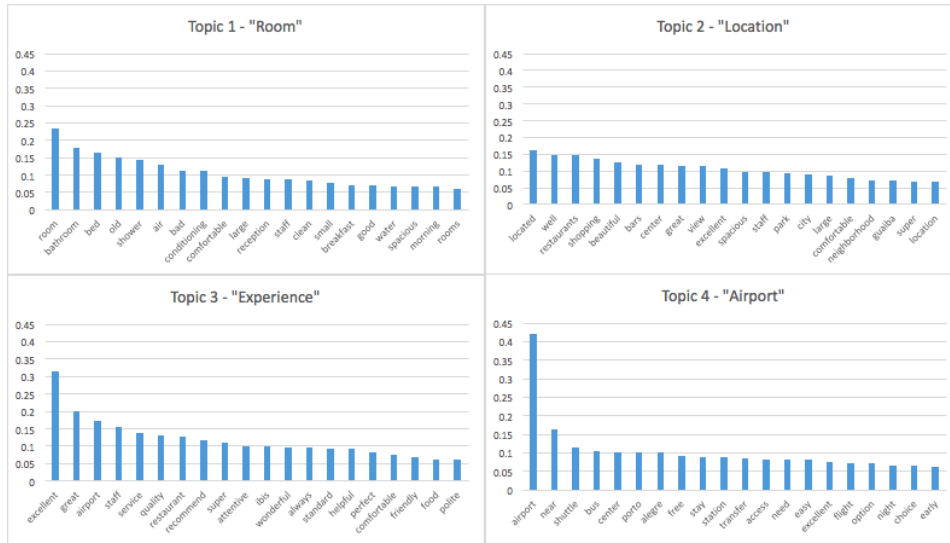 Topic 1 - "Room"
0.45
0.4
0.35
0.3
0.25
0.2
0.15
0.1
0.05
0
room
bathroom
bed
old
shower
air
bad
conditioning
comfortable
large
reception
staff
clean
small
breakfast
good
water
spacious
morning
rooms
Topic 2 - "Location"
0.45
0.4
0.35
0.3
0.25
0.2
0.15
0.1
0.05
0
located
well
restaurants
shopping
beautiful
bars
center
great
view
excellent
spacious
staff
park
city
large
comfortable
neighborhood
guaiba
super
location
Topic 3 - "Experience"
0.45
0.4
0.35
0.3
0.25
0.2
0.15
0.1
0.05
0
excellent
great
airport
staff
service
quality
restaurant
recommend
super
attentive
ibis
wonderful
always
standard
helpful
perfect
comfortable
friendly
food
polite
Topic 4 - "Airport"
0.45
0.4
0.35
0.3
0.25
0.2
0.15
0.1
0.05
0
airport
near
shuttle
bus
center
porto
alegre
free
stay
station
transfer
access
need
easy
excellent
flight
option
night
choice
early